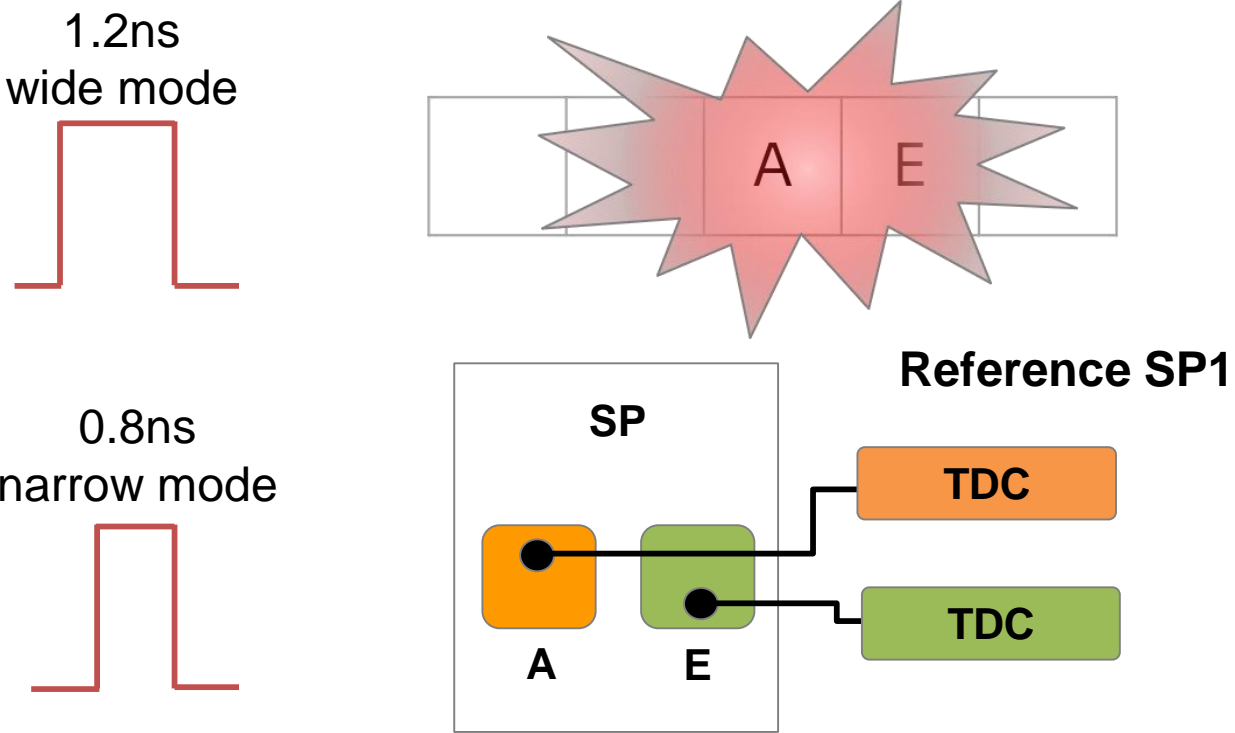 1.2ns
wide mode
A E
Reference SP1
SP
0.8ns
narrow mode
TDC
TDC
A E